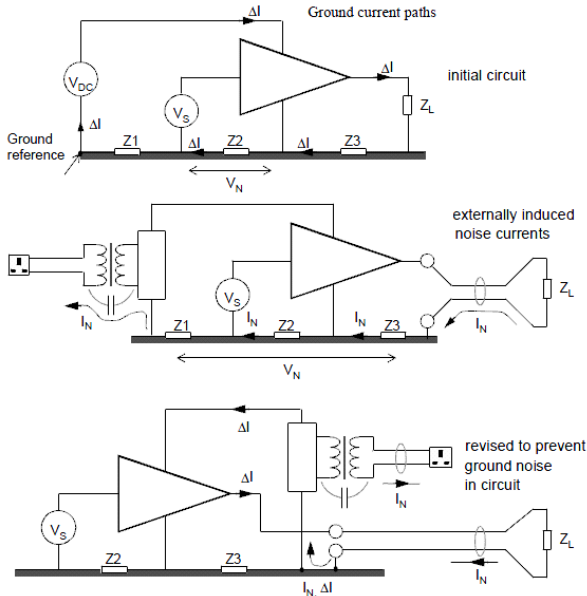 Ground current paths
ΔI
ΔI
initial circuit
V_DC
V_S
Z_L
ΔI
Ground
reference
Z1
ΔI
Z2
ΔI
Z3
V_N
externally induced
noise currents
Z_L
V_S
I_N
I_N
I_N
I_N
Z1
Z2
Z3
V_N
ΔI
revised to prevent
ground noise
in circuit
ΔI
I_N
V_S
Z_L
Z2
Z3
I_N
I_N, ΔI